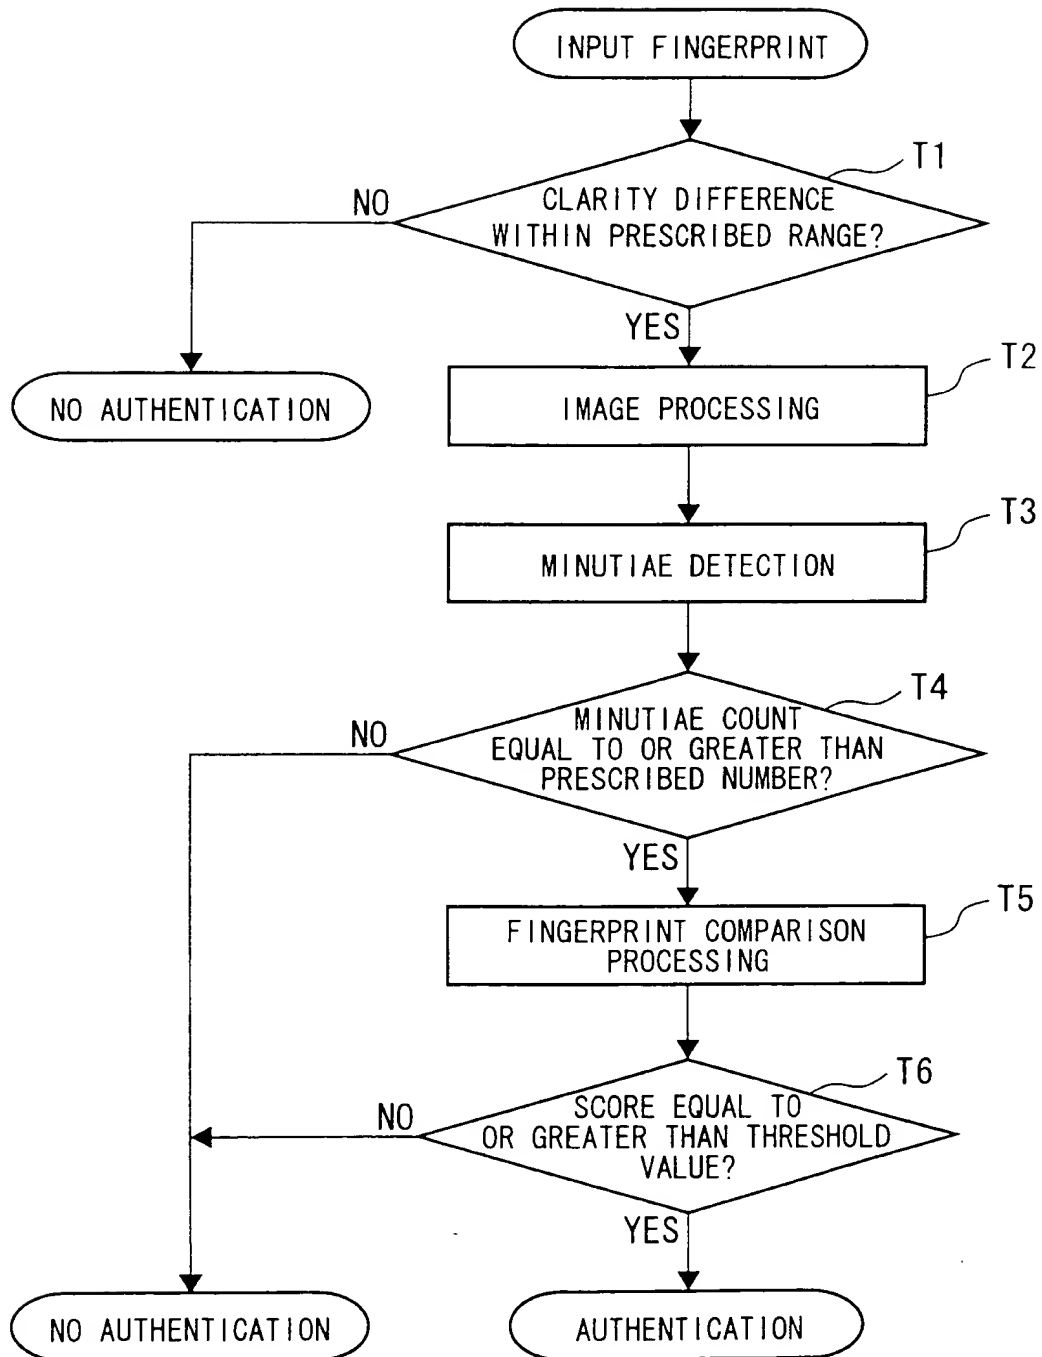 INPUT FINGERPRINT
T1
NO
CLARITY DIFFERENCE
WITHIN PRESCRIBED RANGE?
YES
T2
NO AUTHENTICATION
IMAGE PROCESSING
T3
MINUTIAE DETECTION
T4
NO
MINUTIAE COUNT
EQUAL TO OR GREATER THAN
PRESCRIBED NUMBER?
YES
T5
FINGERPRINT COMPARISON
PROCESSING
T6
NO
SCORE EQUAL TO
OR GREATER THAN THRESHOLD
VALUE?
YES
NO AUTHENTICATION
AUTHENTICATION